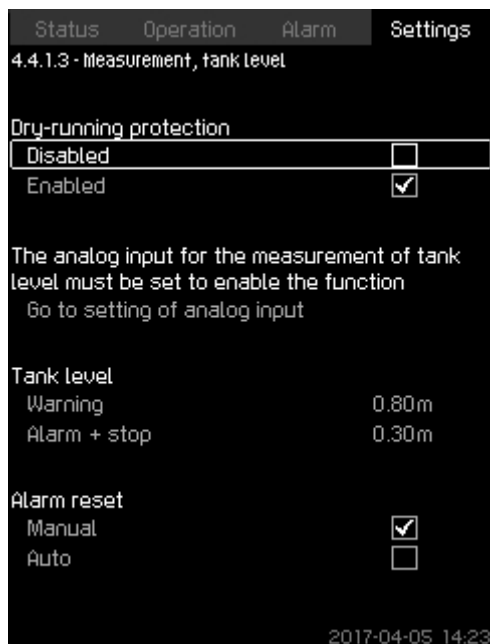 Status Operation Alarm Settings
4.4.1.3 - Measurement, tank level
Dry-running protection
Disabled
Enabled
The analog input for the measurement of tank
level must be set to enable the function
Go to setting of analog input
Tank level
Warning 0.80m
Alarm + stop 0.30m
Alarm reset
Manual
Auto
2017-04-05 14:23